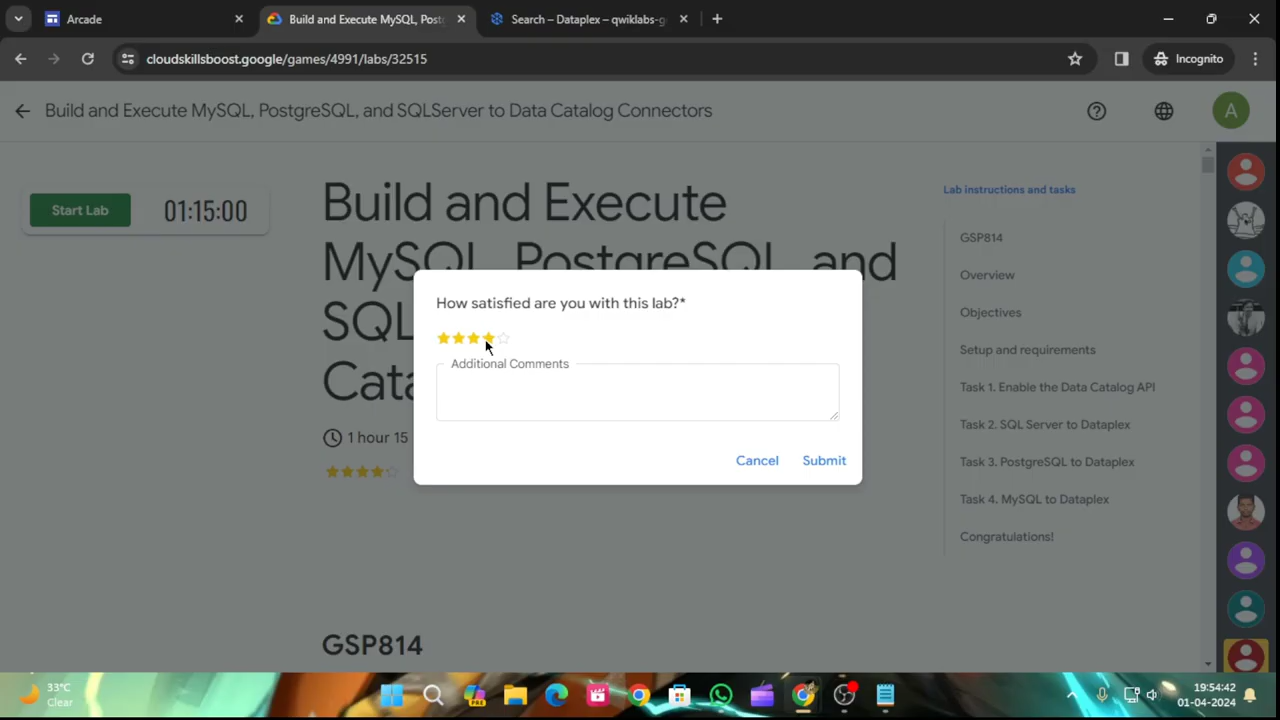 Arcade
Build and Execute MySQL, Post
Search – Dataplex – qwiklabs-g
cloudskillsboost.google/games/4991/labs/32515
Incognito
Build and Execute MySQL, PostgreSQL, and SQLServer to Data Catalog Connectors
A
Start Lab
01:15:00
Build and Execute
MySQL, PostgreSQL, and
SQL
Cata
1 hour 15
GSP814
Lab instructions and tasks
GSP814
Overview
Objectives
Setup and requirements
Task 1. Enable the Data Catalog API
Task 2. SQL Server to Dataplex
Task 3. PostgreSQL to Dataplex
Task 4. MySQL to Dataplex
Congratulations!
How satisfied are you with this lab?*
Additional Comments
Cancel
Submit
33°C
Clear
PRE
19:54:42
01-04-2024